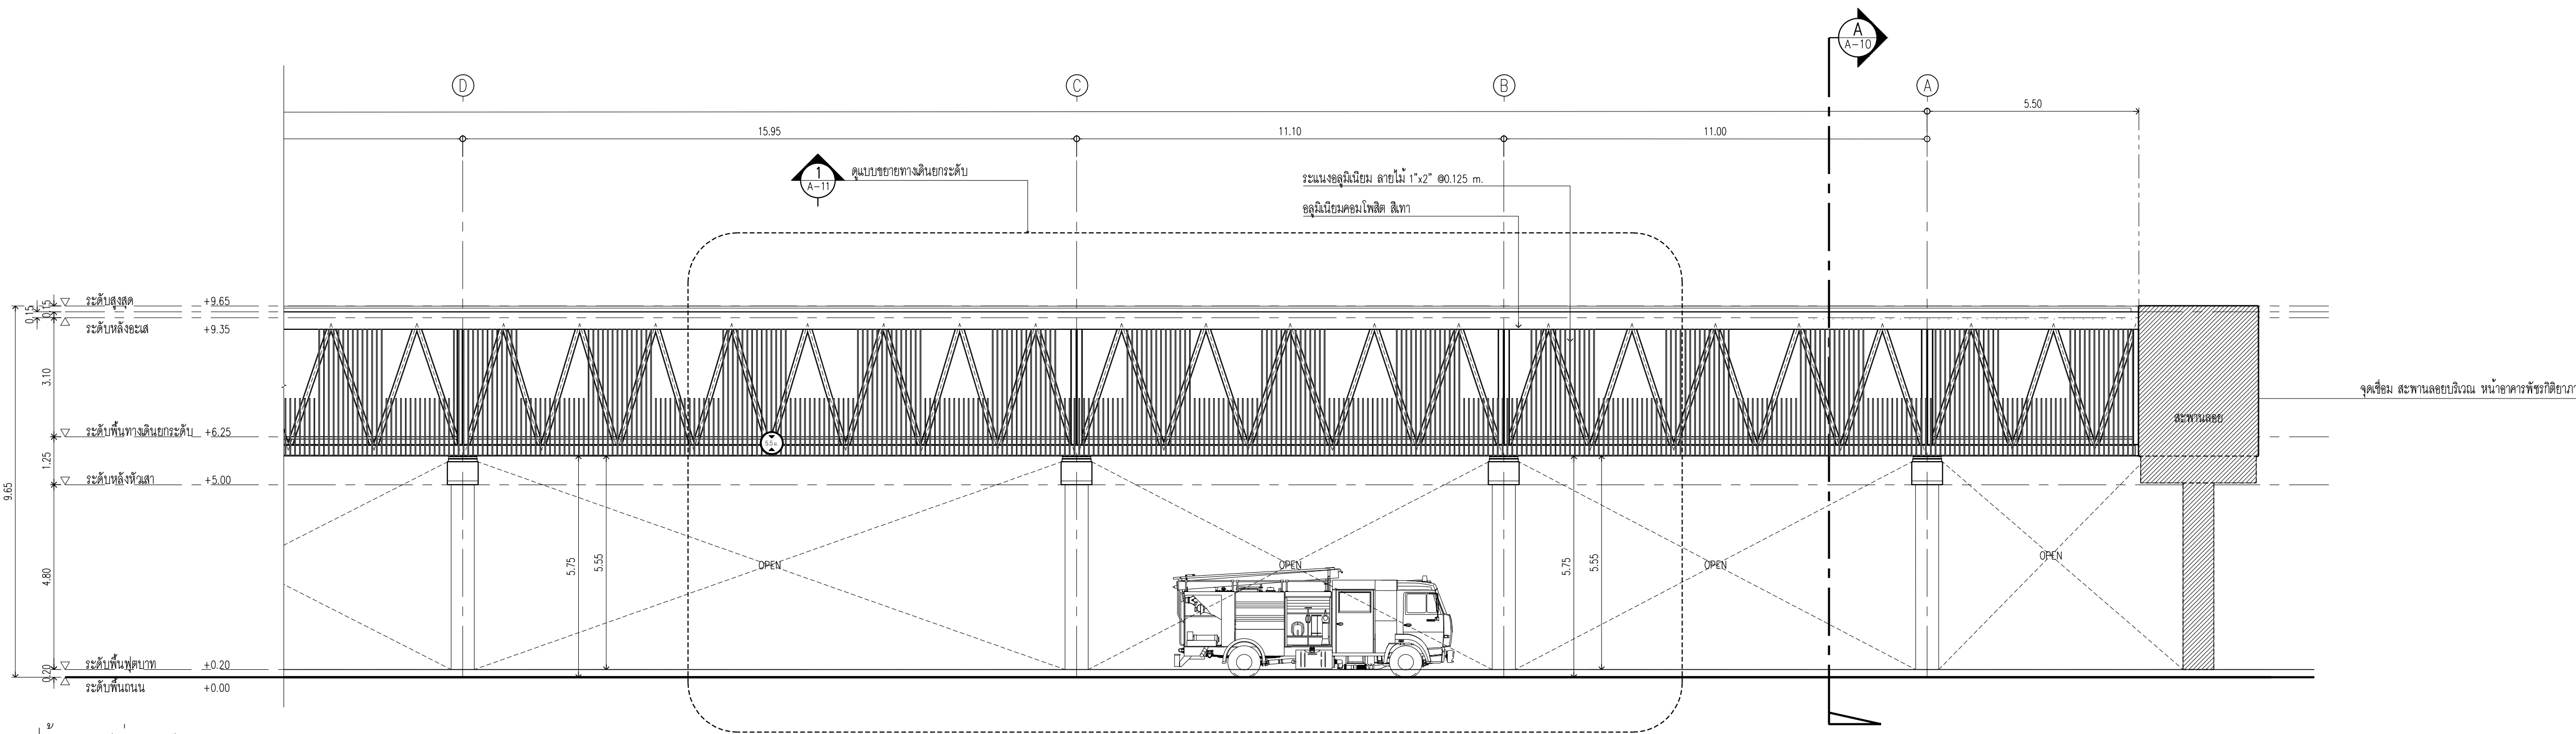 A
A-10
D
C
B
A
5.50
15.95
11.10
11.00
1
A-11
ดูแบบขยายทางเดินยกระดับ
ระแนงอลูมิเนียม ลายไม้ 1"x2" @0.125 m.
อลูมิเนียมคอมโพสิต สีเทา
ระดับสูงสุด +9.65
0.15
0.15
ระดับหลังอะเส +9.35
3.10
จุดเชื่อม สะพานลอยบริเวณ หน้าอาคารพัชรกิติยาภา
สะพานลอย
ระดับพื้นทางเดินยกระดับ +6.25
5.5 ม.
1.25
ระดับหลังหัวเสา +5.00
9.65
4.80
5.75
5.55
OPEN
OPEN
5.75
5.55
OPEN
OPEN
ระดับพื้นฟุตบาท +0.20
0.20
ระดับพื้นถนน +0.00